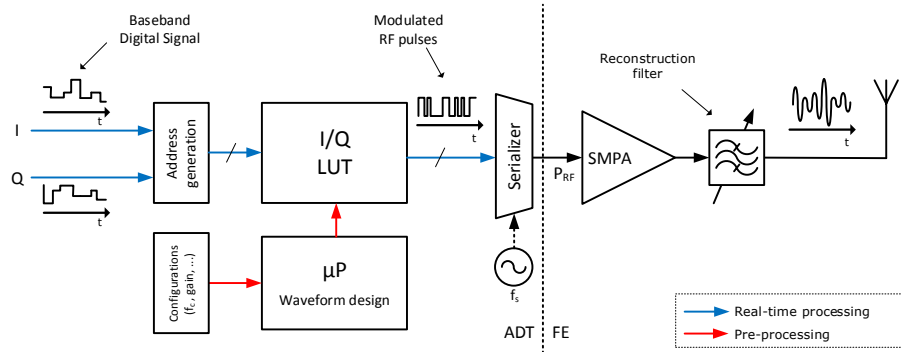 Baseband
Digital Signal
Modulated
RF pulses
Reconstruction
filter
I
t
Q
t
Address
generation
I/Q
LUT
t
Serializer
P_RF
SMPA
t
Configurations
(f_c, gain, ...)
µP
Waveform design
f_s
ADT
FE
Real-time processing
Pre-processing